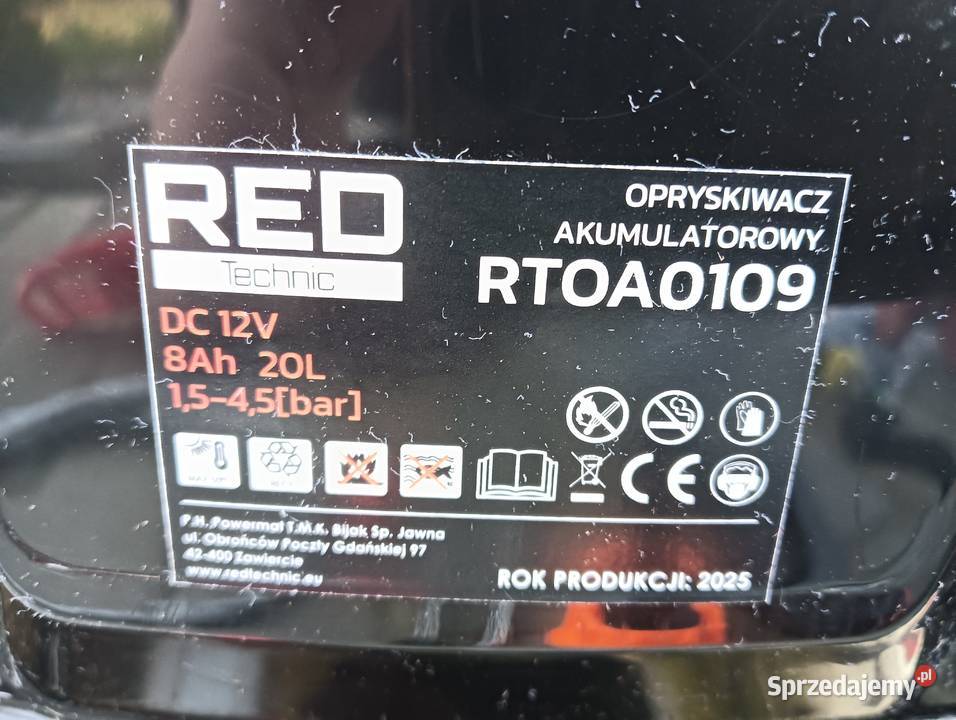 RED
Technic
OPRYSKIWACZ
AKUMULATOROWY
RTOA0109
DC 12V
8Ah 20L
1,5-4,5[bar]
CE
P.H. Powermat T.M.K. Bijak Sp. Jawna
ul. Obrońców Poczty Gdańskiej 97
42-400 Zawiercie
www.redtechnic.eu
ROK PRODUKCJI: 2025
Sprzedajemy.pl